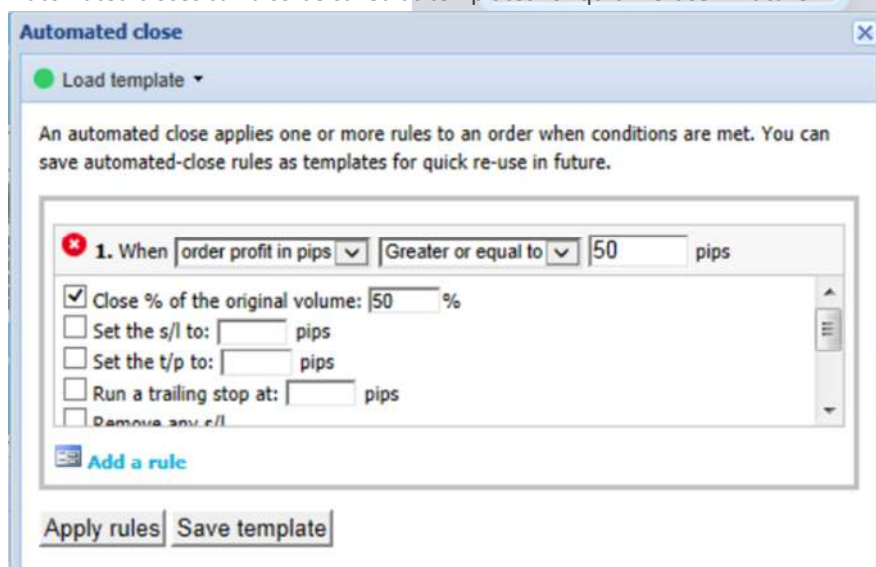 Automated close
Load template
An automated close applies one or more rules to an order when conditions are met. You can
save automated-close rules as templates for quick re-use in future.
1. When order profit in pips Greater or equal to 50 pips
Close % of the original volume: 50 %
Set the s/l to: pips
Set the t/p to: pips
Run a trailing stop at: pips
Remove any s/l
Add a rule
Apply rules Save template